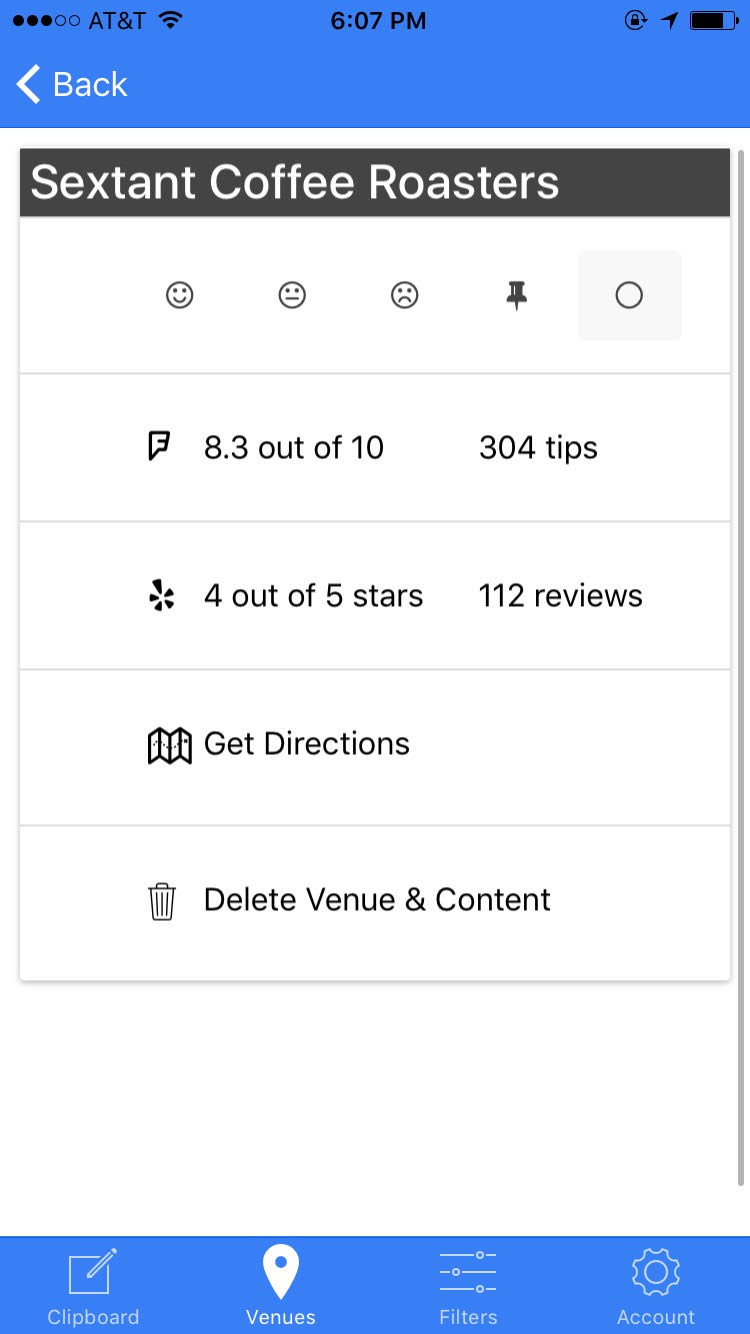 AT&T 6:07 PM
Back
Sextant Coffee Roasters
8.3 out of 10 304 tips
4 out of 5 stars 112 reviews
Get Directions
Delete Venue & Content
Clipboard Venues Filters Account